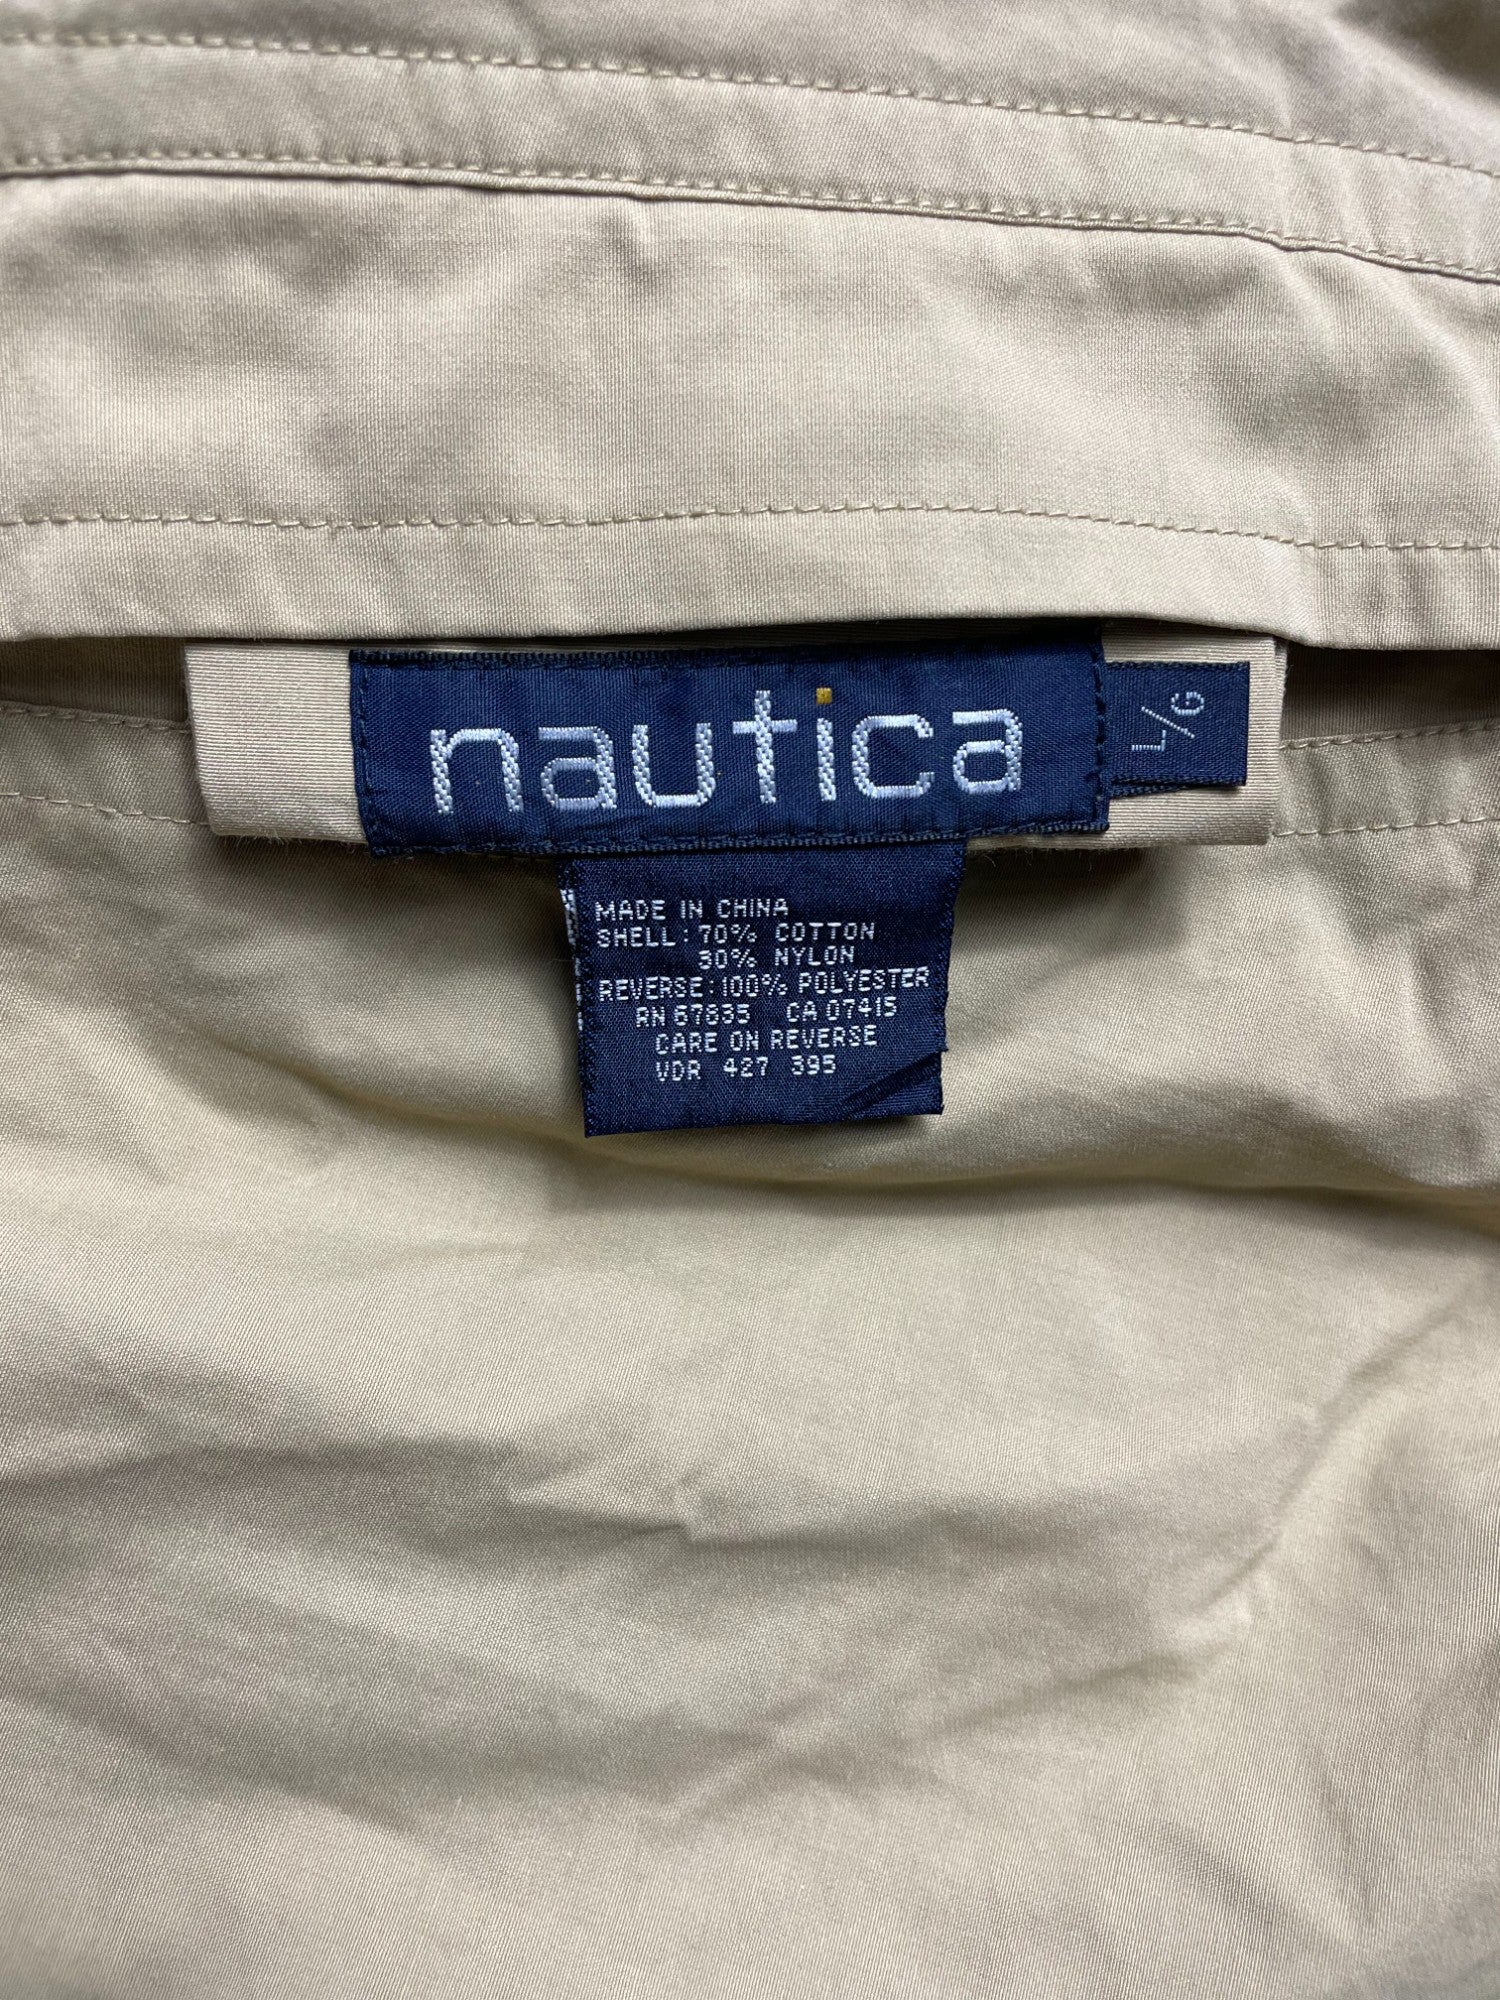 nautica
L/G
MADE IN CHINA
SHELL: 70% COTTON
30% NYLON
REVERSE: 100% POLYESTER
RN 67835 CA 07415
CARE ON REVERSE
VDR 427 395